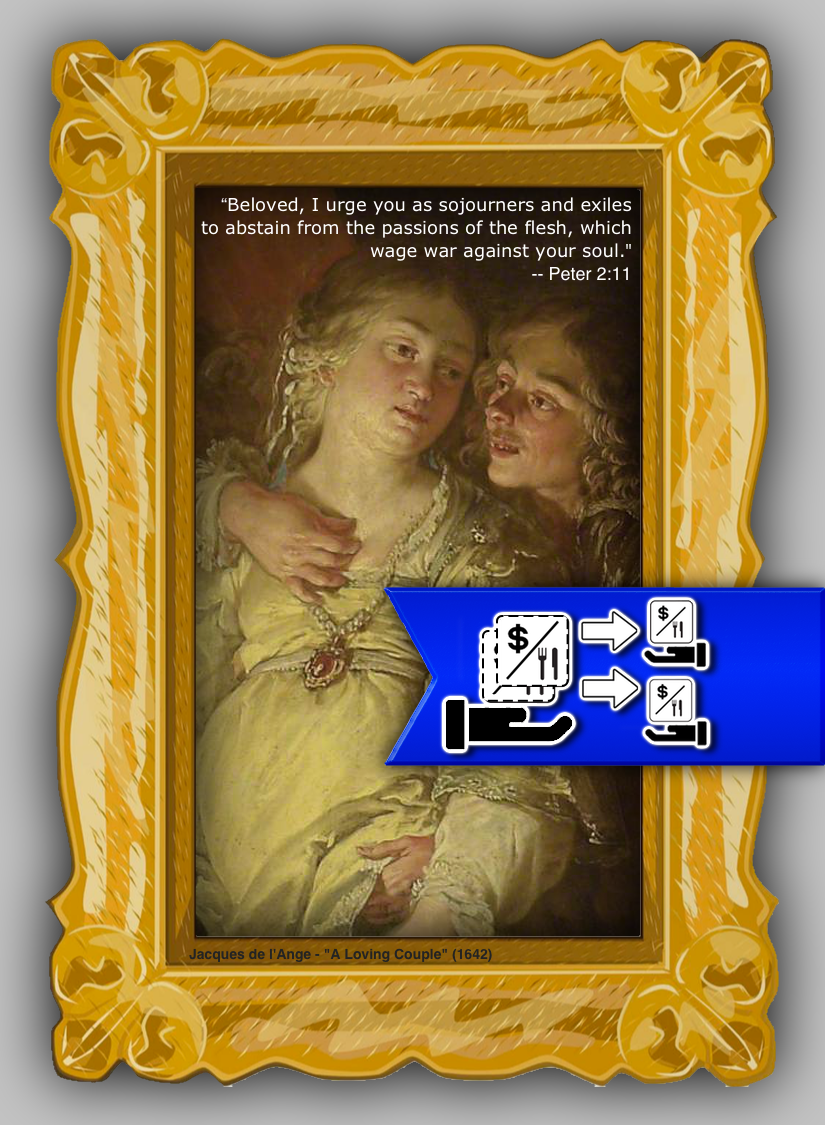 “Beloved, I urge you as sojourners and exiles
to abstain from the passions of the flesh, which
wage war against your soul."
-- Peter 2:11
$
$
$
Jacques de l'Ange - "A Loving Couple" (1642)